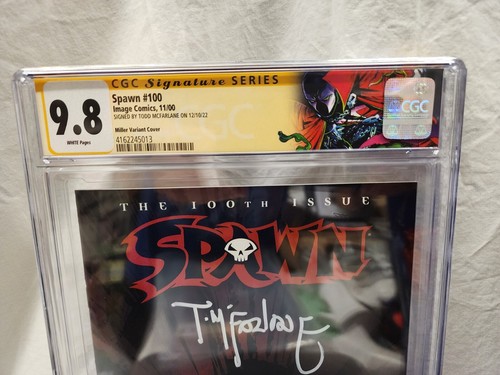 CGC Signature SERIES
Spawn #100
Image Comics, 11/00
SIGNED BY TODD MCFARLANE ON 12/10/22
9.8
WHITE Pages
Miller Variant Cover
4162245013
CGC
CGC
THE 100TH ISSUE
SPAWN
T·McFarlane